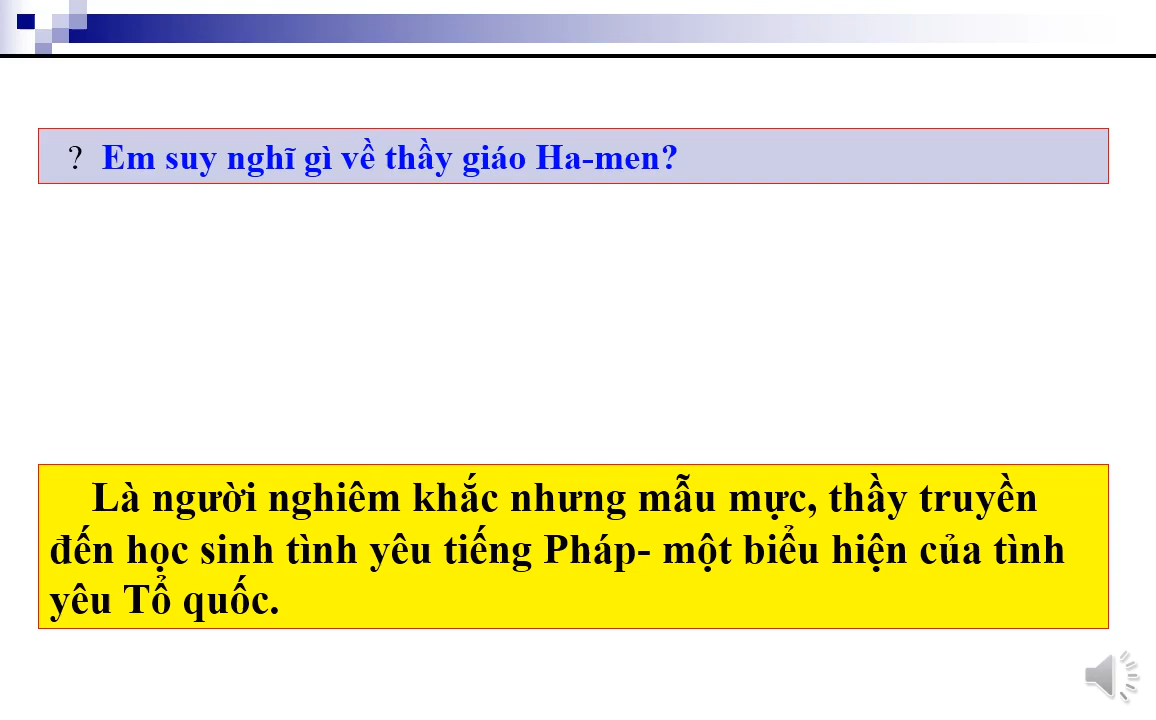 ? Em suy nghĩ gì về thầy giáo Ha-men?
Là người nghiêm khắc nhưng mẫu mực, thầy truyền
đến học sinh tình yêu tiếng Pháp- một biểu hiện của tình
yêu Tổ quốc.